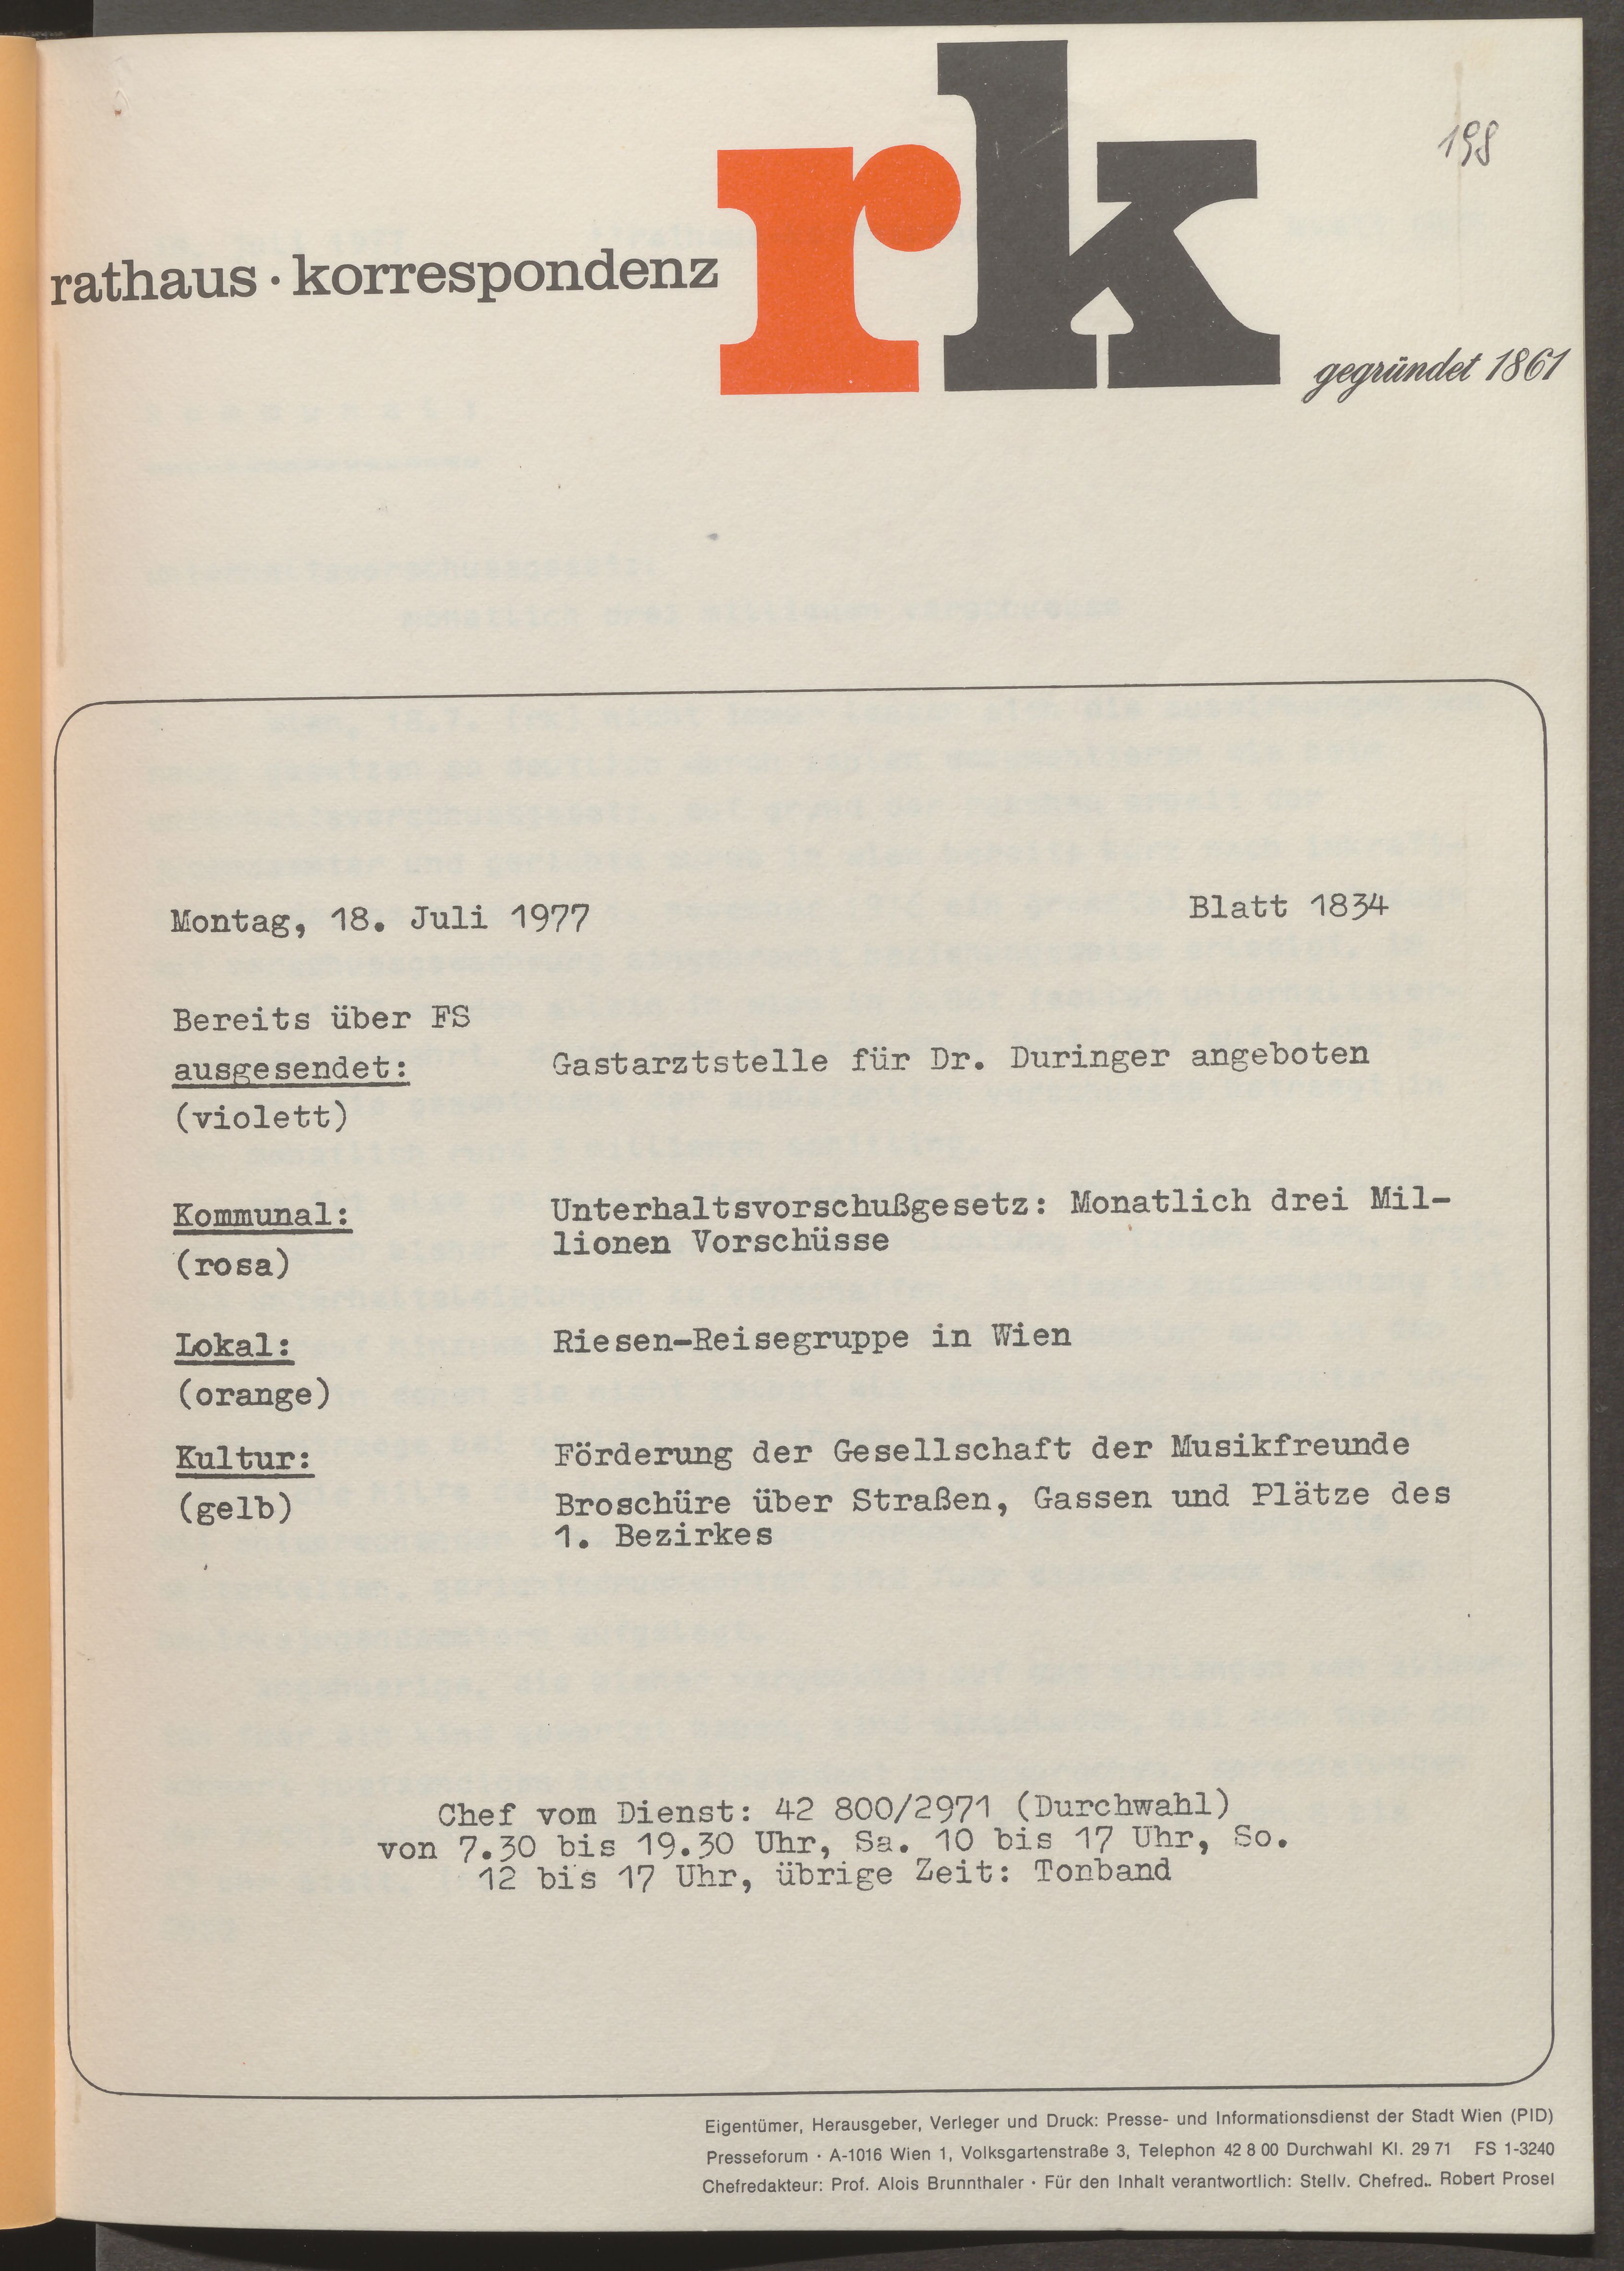 rk
198
rathaus · korrespondenz
gegründet 1861
Montag, 18. Juli 1977 Blatt 1834
Bereits über FS
ausgesendet: Gastarztstelle für Dr. Duringer angeboten
(violett)
Kommunal: Unterhaltsvorschußgesetz: Monatlich drei Mil-
lionen Vorschüsse
(rosa)
Lokal: Riesen-Reisegruppe in Wien
(orange)
Kultur: Förderung der Gesellschaft der Musikfreunde
(gelb) Broschüre über Straßen, Gassen und Plätze des
1. Bezirkes
Chef vom Dienst: 42 800/2971 (Durchwahl)
von 7.30 bis 19.30 Uhr, Sa. 10 bis 17 Uhr, So.
12 bis 17 Uhr, übrige Zeit: Tonband
Eigentümer, Herausgeber, Verleger und Druck: Presse- und Informationsdienst der Stadt Wien (PID)
Presseforum · A-1016 Wien 1, Volksgartenstraße 3, Telephon 42 8 00 Durchwahl Kl. 29 71 FS 1-3240
Chefredakteur: Prof. Alois Brunnthaler · Für den Inhalt verantwortlich: Stellv. Chefred.. Robert Prosel